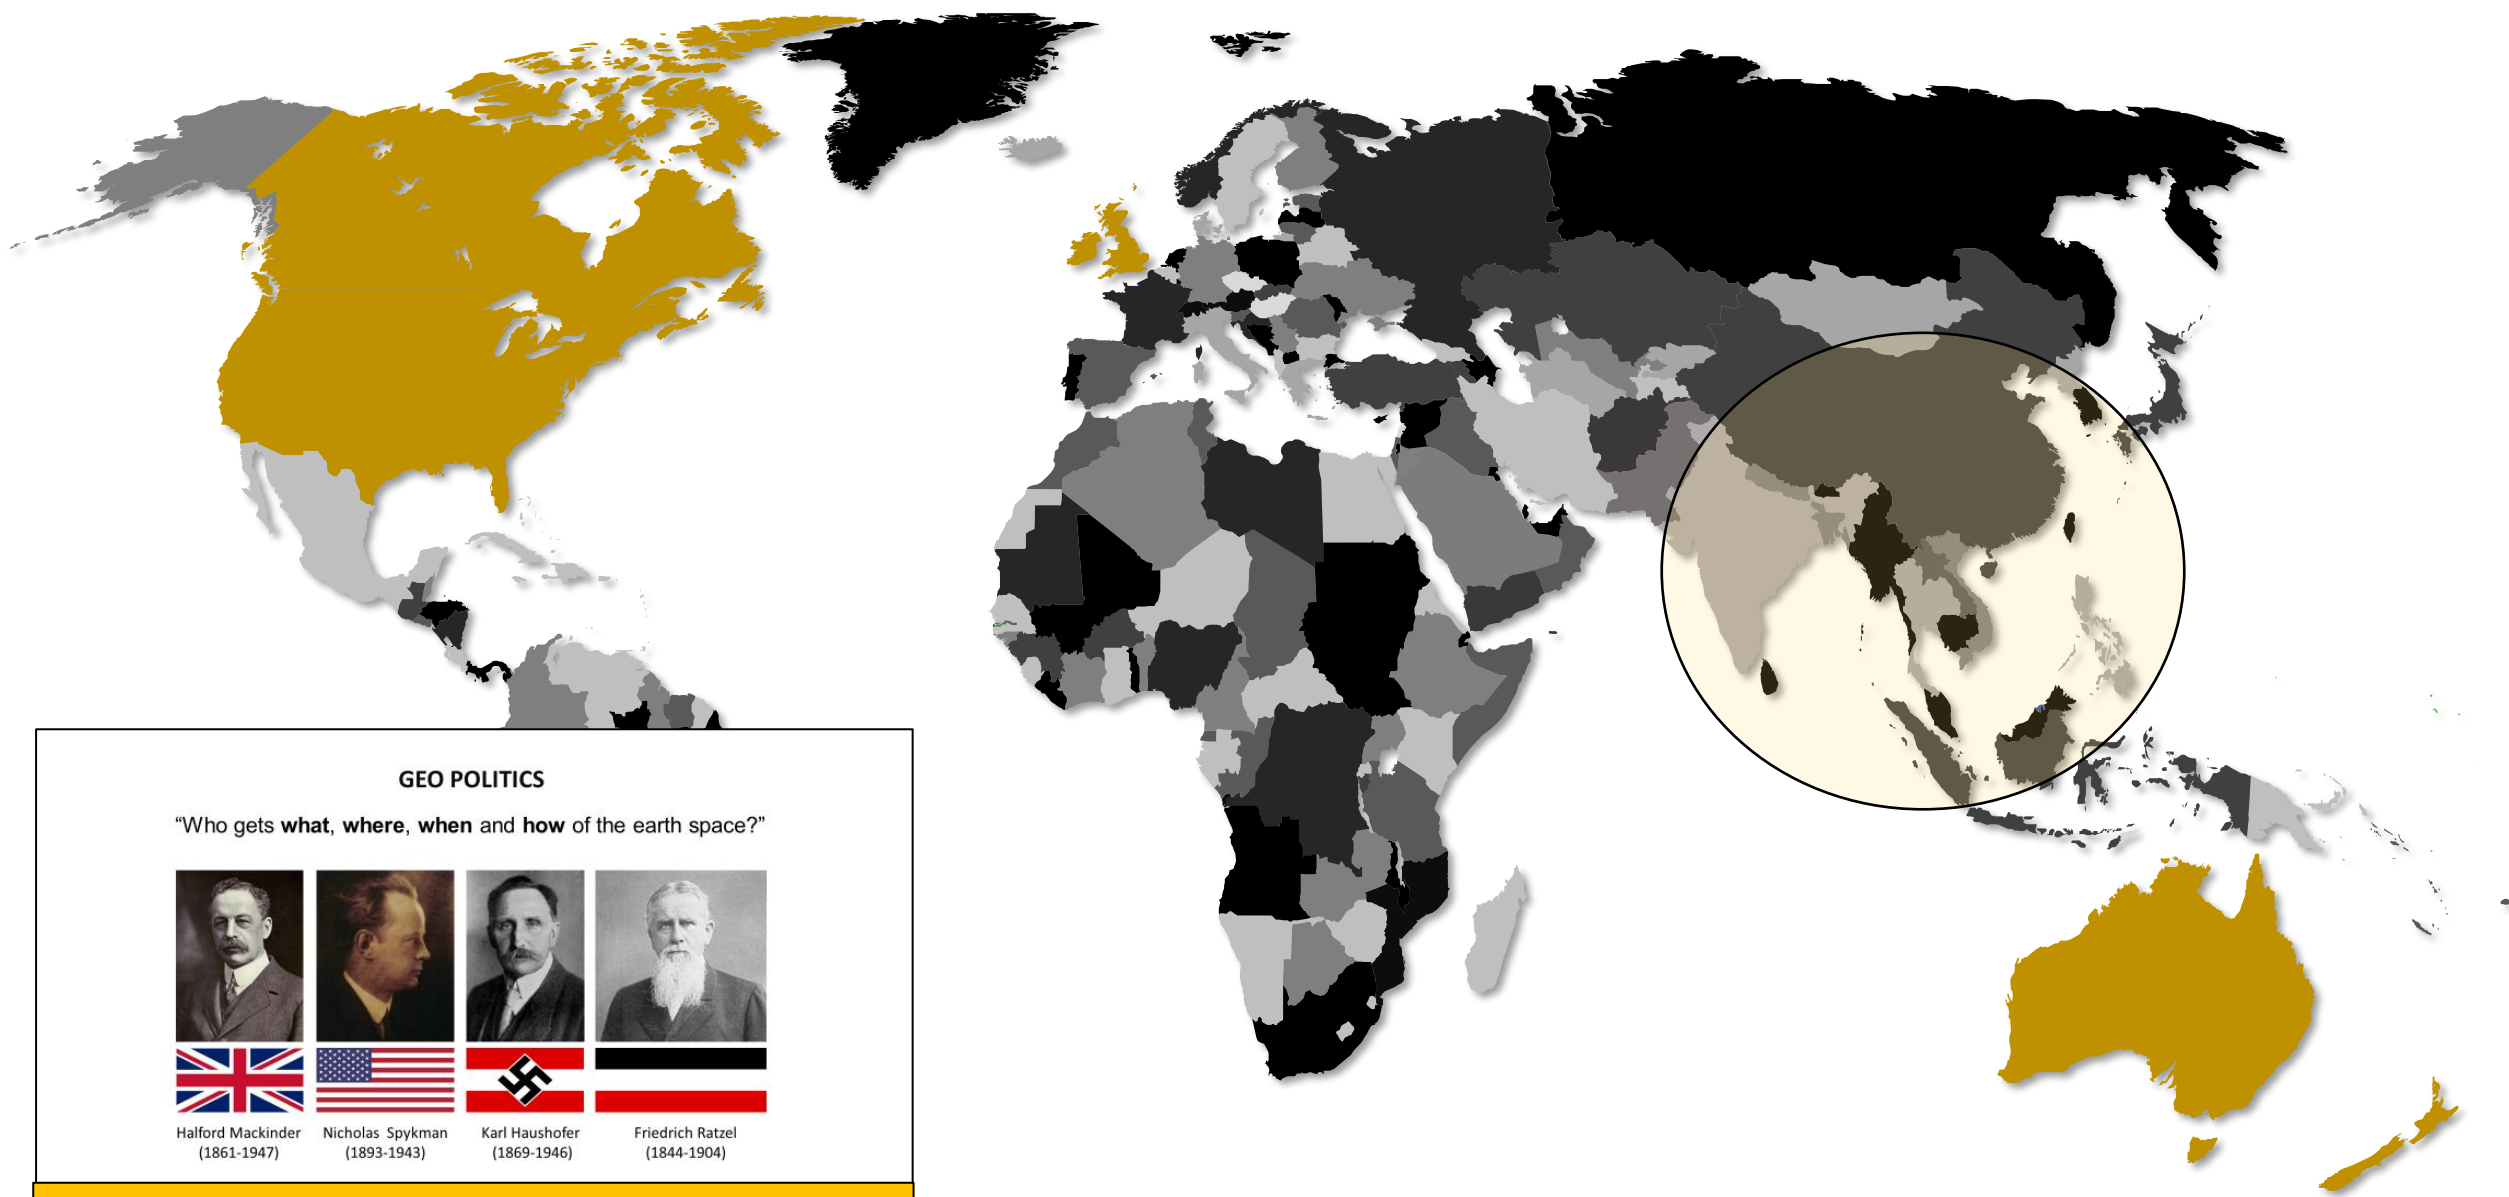 GEO POLITICS
“Who gets what, where, when and how of the earth space?”
Halford Mackinder
(1861-1947)
Nicholas Spykman
(1893-1943)
Karl Haushofer
(1869-1946)
Friedrich Ratzel
(1844-1904)